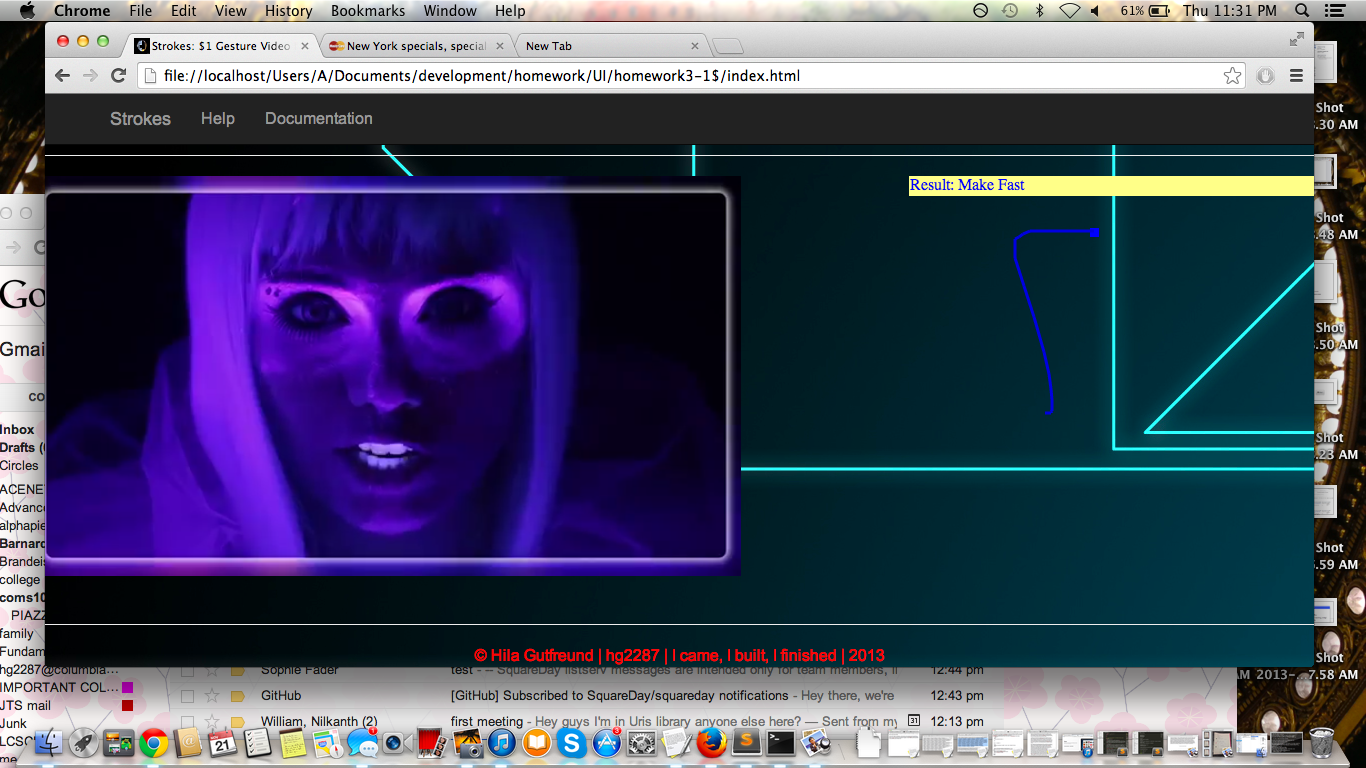 Chrome File Edit View History Bookmarks Window Help 61% Thu 11:31 PM
Strokes: $1 Gesture Video New York specials, special New Tab
file://localhost/Users/A/Documents/development/homework/UI/homework3-1$/index.html
Strokes Help Documentation
Shot
.30 AM
Result: Make Fast
Shot
.48 AM
Go
Shot
.50 AM
Gmai
co
Inbox
Drafts (
Shot
.23 AM
Circles
ACENE
Advanc
alphapie
Barnard
Shot
.59 AM
Brandeis
college
coms10
PIAZZ
family
Fundam
© Hila Gutfreund | hg2287 | I came, I built, I finished | 2013
Shot
7.58 AM
hg2287@columbia...
Sophie Fader test - – SquareDay listserv messages are intended only for team members, 12:44 pm
AM 2013-...
IMPORTANT COL...
GitHub [GitHub] Subscribed to SquareDay/squareday notifications - Hey there, we're 12:43 pm
JTS mail
Junk
William, Nilkanth (2) first meeting - Hey guys I'm in Uris library anyone else here? — Sent from my 31 12:13 pm
LCSC
me
21
1
3